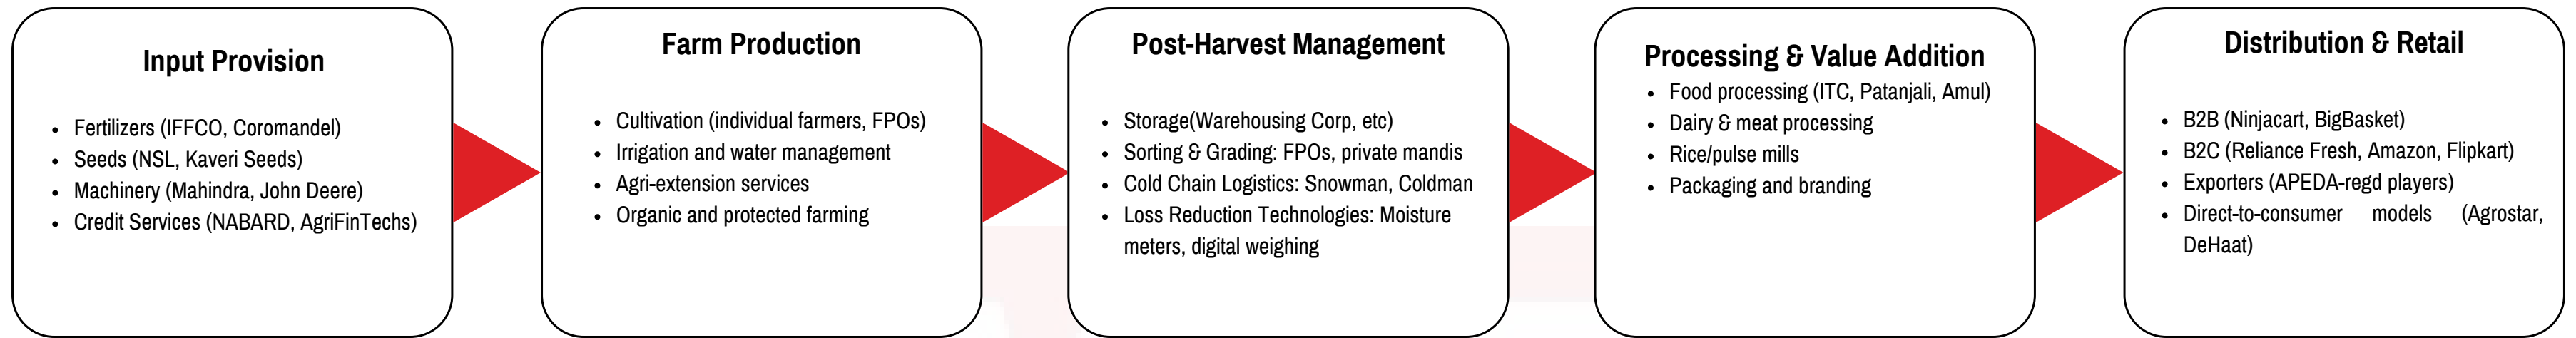 Input Provision
• Fertilizers (IFFCO, Coromandel)
• Seeds (NSL, Kaveri Seeds)
• Machinery (Mahindra, John Deere)
• Credit Services (NABARD, AgriFinTechs)
Farm Production
• Cultivation (individual farmers, FPOs)
• Irrigation and water management
• Agri-extension services
• Organic and protected farming
Post-Harvest Management
• Storage(Warehousing Corp, etc)
• Sorting & Grading: FPOs, private mandis
• Cold Chain Logistics: Snowman, Coldman
• Loss Reduction Technologies: Moisture
meters, digital weighing
Processing & Value Addition
• Food processing (ITC, Patanjali, Amul)
• Dairy & meat processing
• Rice/pulse mills
• Packaging and branding
Distribution & Retail
• B2B (Ninjacart, BigBasket)
• B2C (Reliance Fresh, Amazon, Flipkart)
• Exporters (APEDA-regd players)
• Direct-to-consumer models (Agrostar,
DeHaat)